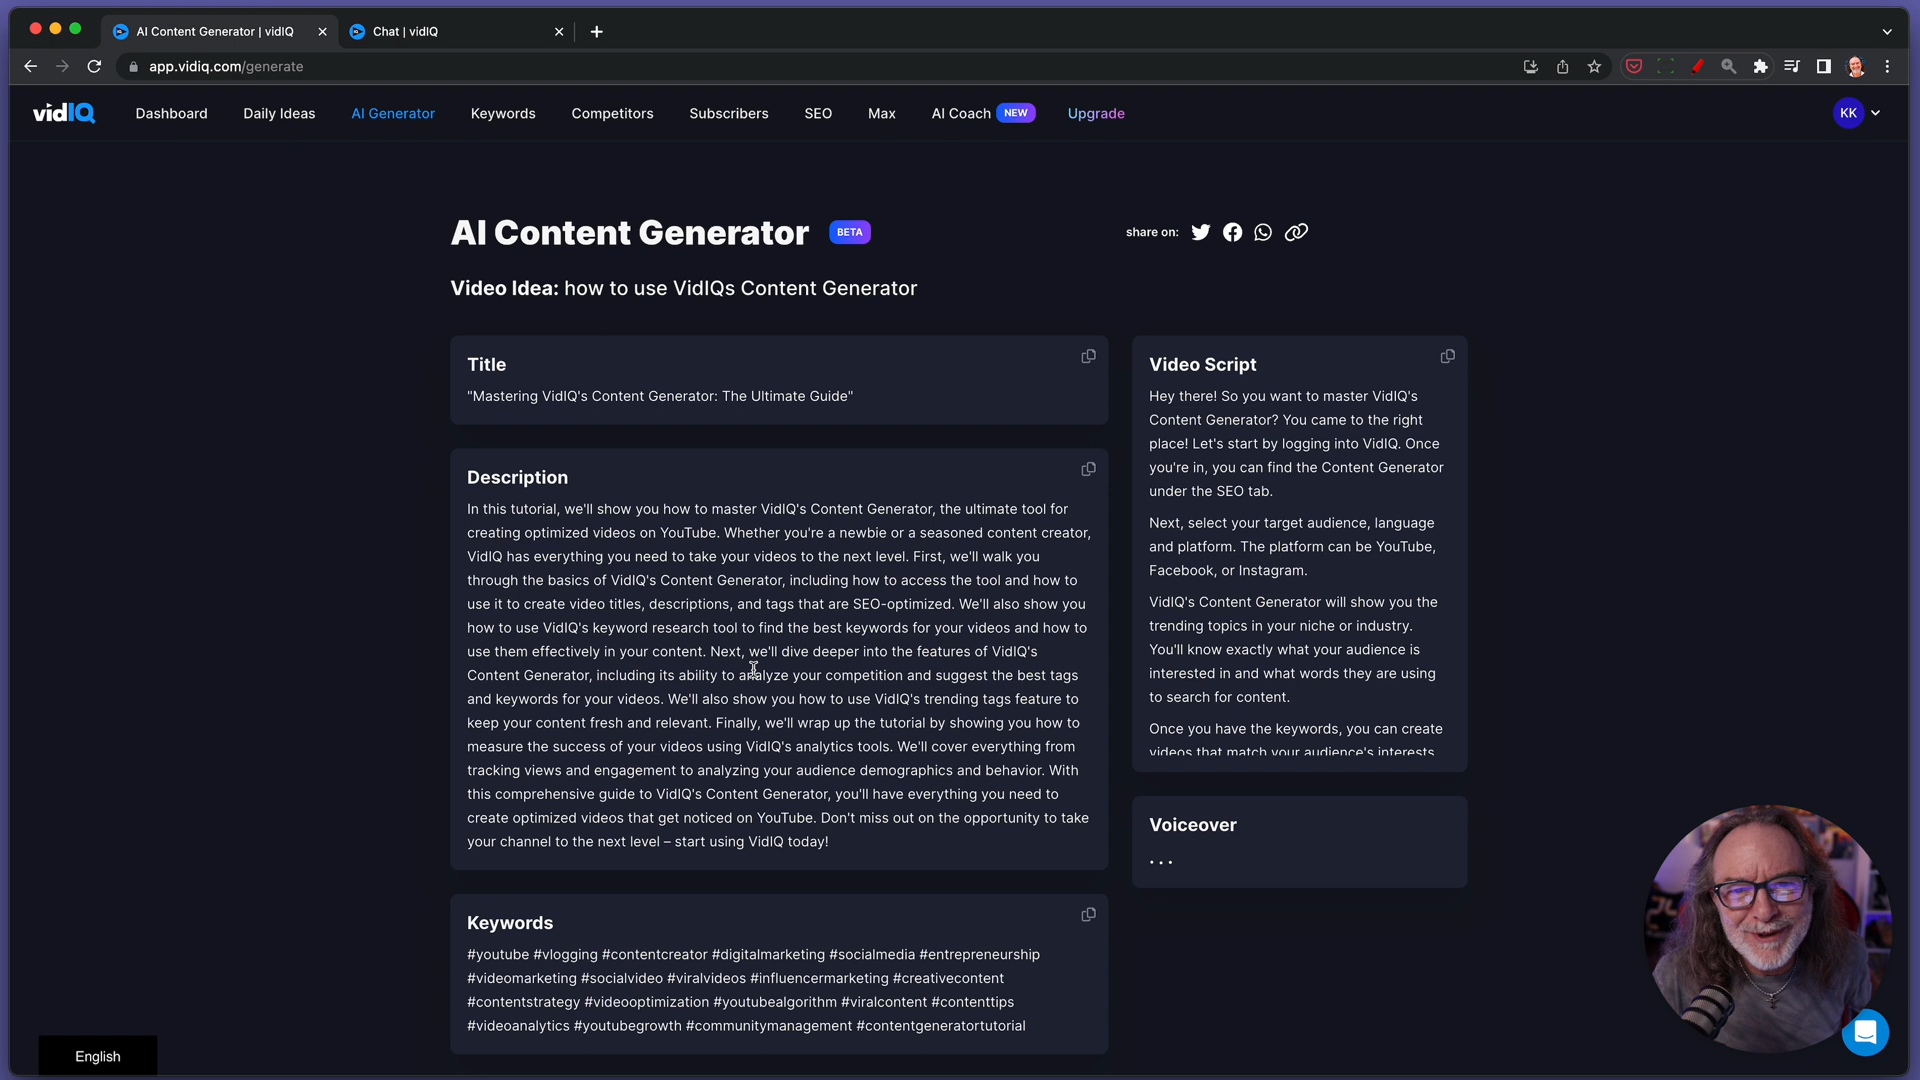 AI Content Generator | vidIQ
Chat | vidIQ
app.vidiq.com/generate
vidIQ
Dashboard
Daily Ideas
AI Generator
Keywords
Competitors
Subscribers
SEO
Max
AI Coach NEW
Upgrade
KK
AI Content Generator BETA
share on:
Video Idea: how to use VidIQs Content Generator
Title
"Mastering VidIQ's Content Generator: The Ultimate Guide"
Description
In this tutorial, we'll show you how to master VidIQ's Content Generator, the ultimate tool for
creating optimized videos on YouTube. Whether you're a newbie or a seasoned content creator,
VidIQ has everything you need to take your videos to the next level. First, we'll walk you
through the basics of VidIQ's Content Generator, including how to access the tool and how to
use it to create video titles, descriptions, and tags that are SEO-optimized. We'll also show you
how to use VidIQ's keyword research tool to find the best keywords for your videos and how to
use them effectively in your content. Next, we'll dive deeper into the features of VidIQ's
Content Generator, including its ability to analyze your competition and suggest the best tags
and keywords for your videos. We'll also show you how to use VidIQ's trending tags feature to
keep your content fresh and relevant. Finally, we'll wrap up the tutorial by showing you how to
measure the success of your videos using VidIQ's analytics tools. We'll cover everything from
tracking views and engagement to analyzing your audience demographics and behavior. With
this comprehensive guide to VidIQ's Content Generator, you'll have everything you need to
create optimized videos that get noticed on YouTube. Don't miss out on the opportunity to take
your channel to the next level – start using VidIQ today!
Keywords
#youtube #vlogging #contentcreator #digitalmarketing #socialmedia #entrepreneurship
#videomarketing #socialvideo #viralvideos #influencermarketing #creativecontent
#contentstrategy #videooptimization #youtubealgorithm #viralcontent #contenttips
#videoanalytics #youtubegrowth #communitymanagement #contentgeneratortutorial
Video Script
Hey there! So you want to master VidIQ's
Content Generator? You came to the right
place! Let's start by logging into VidIQ. Once
you're in, you can find the Content Generator
under the SEO tab.
Next, select your target audience, language
and platform. The platform can be YouTube,
Facebook, or Instagram.
VidIQ's Content Generator will show you the
trending topics in your niche or industry.
You'll know exactly what your audience is
interested in and what words they are using
to search for content.
Once you have the keywords, you can create
videos that match your audience's interests
Voiceover
...
English